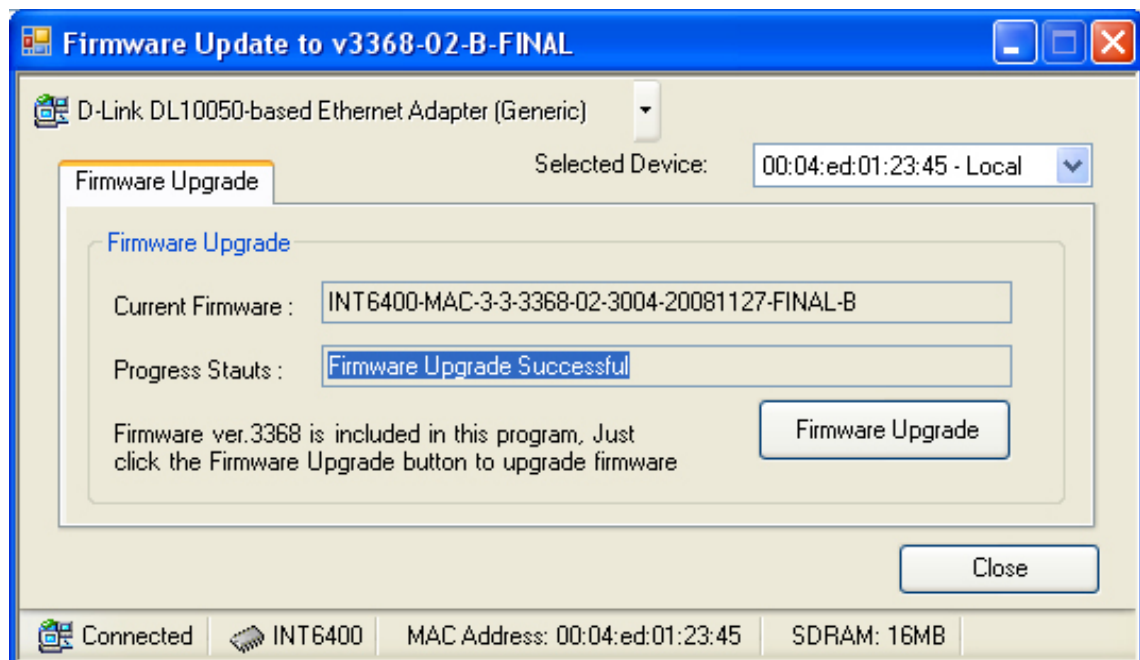 Firmware Update to v3368-02-B-FINAL
D-Link DL10050-based Ethernet Adapter (Generic)
Selected Device: 00:04:ed:01:23:45 - Local
Firmware Upgrade
Firmware Upgrade
Current Firmware : INT6400-MAC-3-3-3368-02-3004-20081127-FINAL-B
Progress Stauts : Firmware Upgrade Successful
Firmware ver.3368 is included in this program, Just
click the Firmware Upgrade button to upgrade firmware
Firmware Upgrade
Close
Connected INT6400 MAC Address: 00:04:ed:01:23:45 SDRAM: 16MB